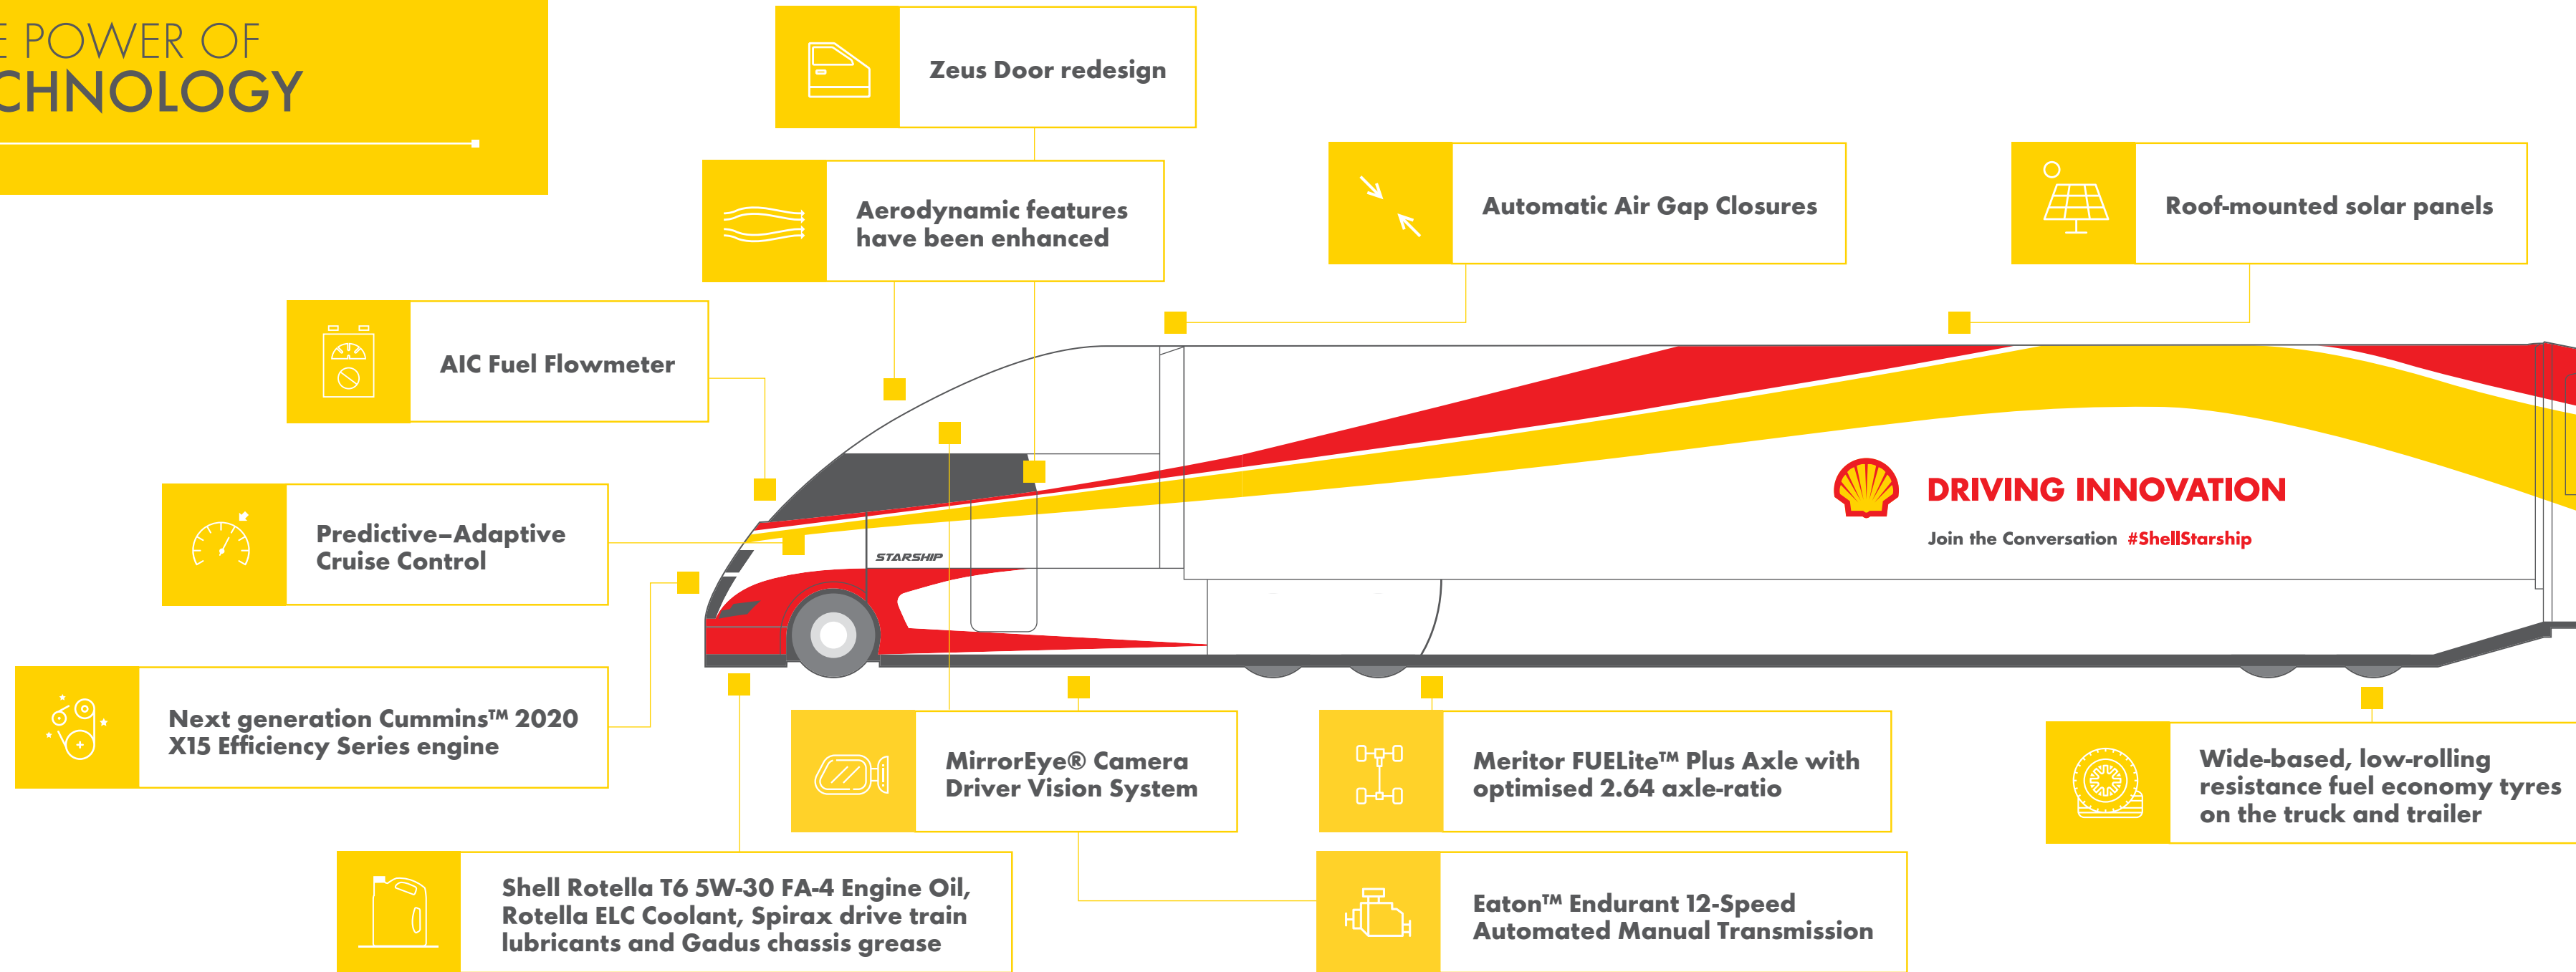 E POWER OF
CHNOLOGY
Zeus Door redesign
Aerodynamic features
have been enhanced
Automatic Air Gap Closures
Roof-mounted solar panels
AIC Fuel Flowmeter
Predictive–Adaptive
Cruise Control
STARSHIP
DRIVING INNOVATION
Join the Conversation #ShellStarship
Next generation Cummins™ 2020
X15 Efficiency Series engine
MirrorEye® Camera
Driver Vision System
Meritor FUELite™ Plus Axle with
optimised 2.64 axle-ratio
Wide-based, low-rolling
resistance fuel economy tyres
on the truck and trailer
Shell Rotella T6 5W-30 FA-4 Engine Oil,
Rotella ELC Coolant, Spirax drive train
lubricants and Gadus chassis grease
Eaton™ Endurant 12-Speed
Automated Manual Transmission